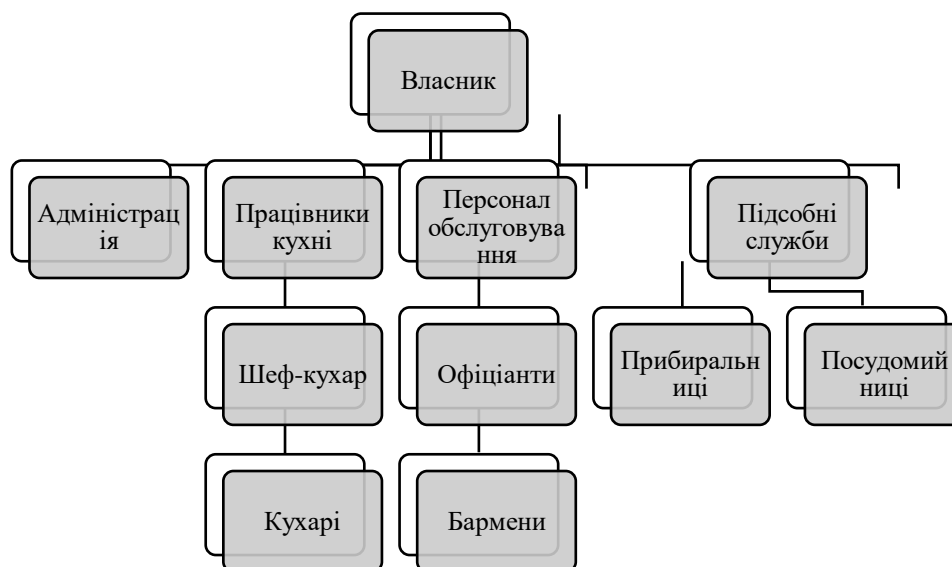 Власник
Адміністрац
ія
Працівники
кухні
Персонал
обслуговува
ння
Підсобні
служби
Шеф-кухар
Офіціанти
Прибиральн
иці
Посудомий
ниці
Кухарі
Бармени